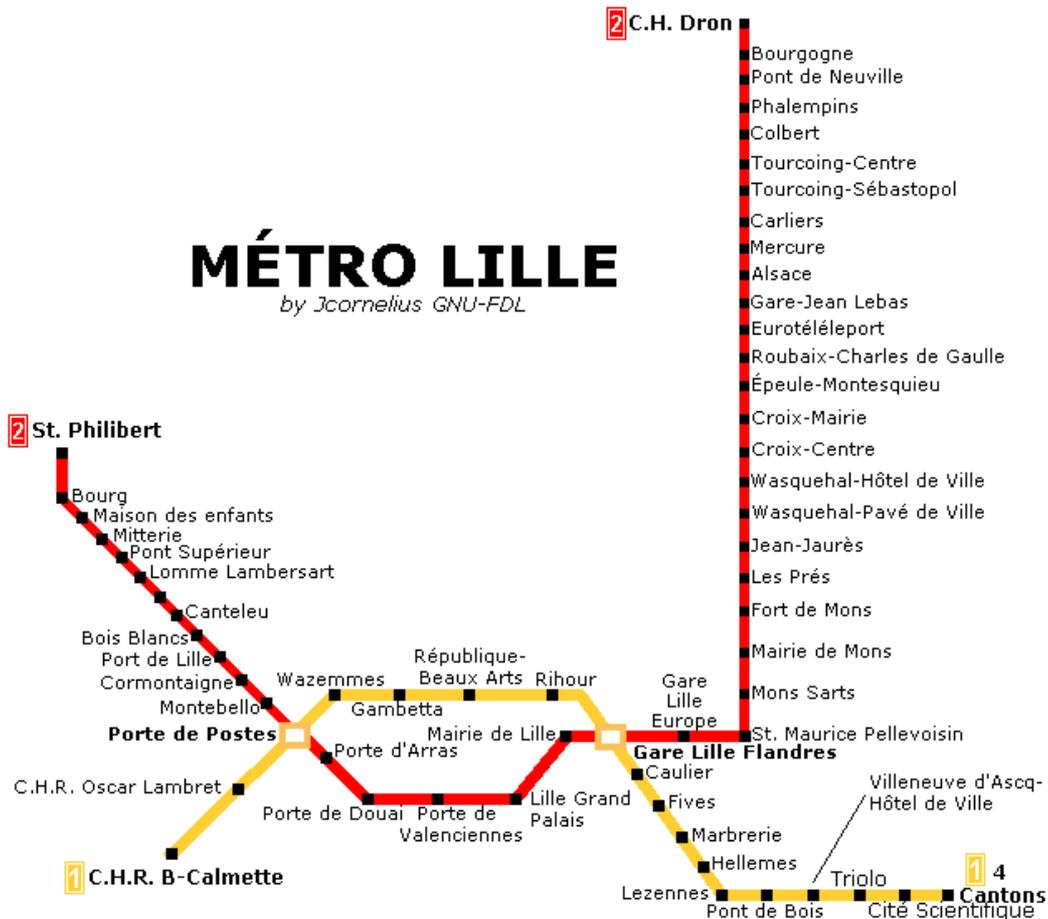 2 C.H. Dron
Bourgogne
Pont de Neuville
Phalempins
Colbert
Tourcoing-Centre
Tourcoing-Sébastopol
Carliers
Mercure
Alsace
Gare-Jean Lebas
Eurotéléleport
Roubaix-Charles de Gaulle
Épeule-Montesquieu
Croix-Mairie
Croix-Centre
Wasquehal-Hôtel de Ville
Wasquehal-Pavé de Ville
Jean-Jaurès
Les Prés
Fort de Mons
Mairie de Mons
Mons Sarts
St. Maurice Pellevoisin
MÉTRO LILLE
by Jcornelius GNU-FDL
2 St. Philibert
Bourg
Maison des enfants
Mitterie
Pont Supérieur
Lomme Lambersart
Canteleu
Bois Blancs
Port de Lille
Cormontaigne
Montebello
Porte de Postes
Wazemmes
Gambetta
République-
Beaux Arts
Rihour
Gare
Lille
Europe
Mairie de Lille
Gare Lille Flandres
Porte d'Arras
Porte de Douai
Porte de
Valenciennes
Lille Grand
Palais
C.H.R. Oscar Lambret
1 C.H.R. B-Calmette
Caulier
Fives
Marbrerie
Hellemes
Lezennes
Pont de Bois
Villeneuve d'Ascq-
Hôtel de Ville
Triolo
Cité Scientifique
1 4
Cantons